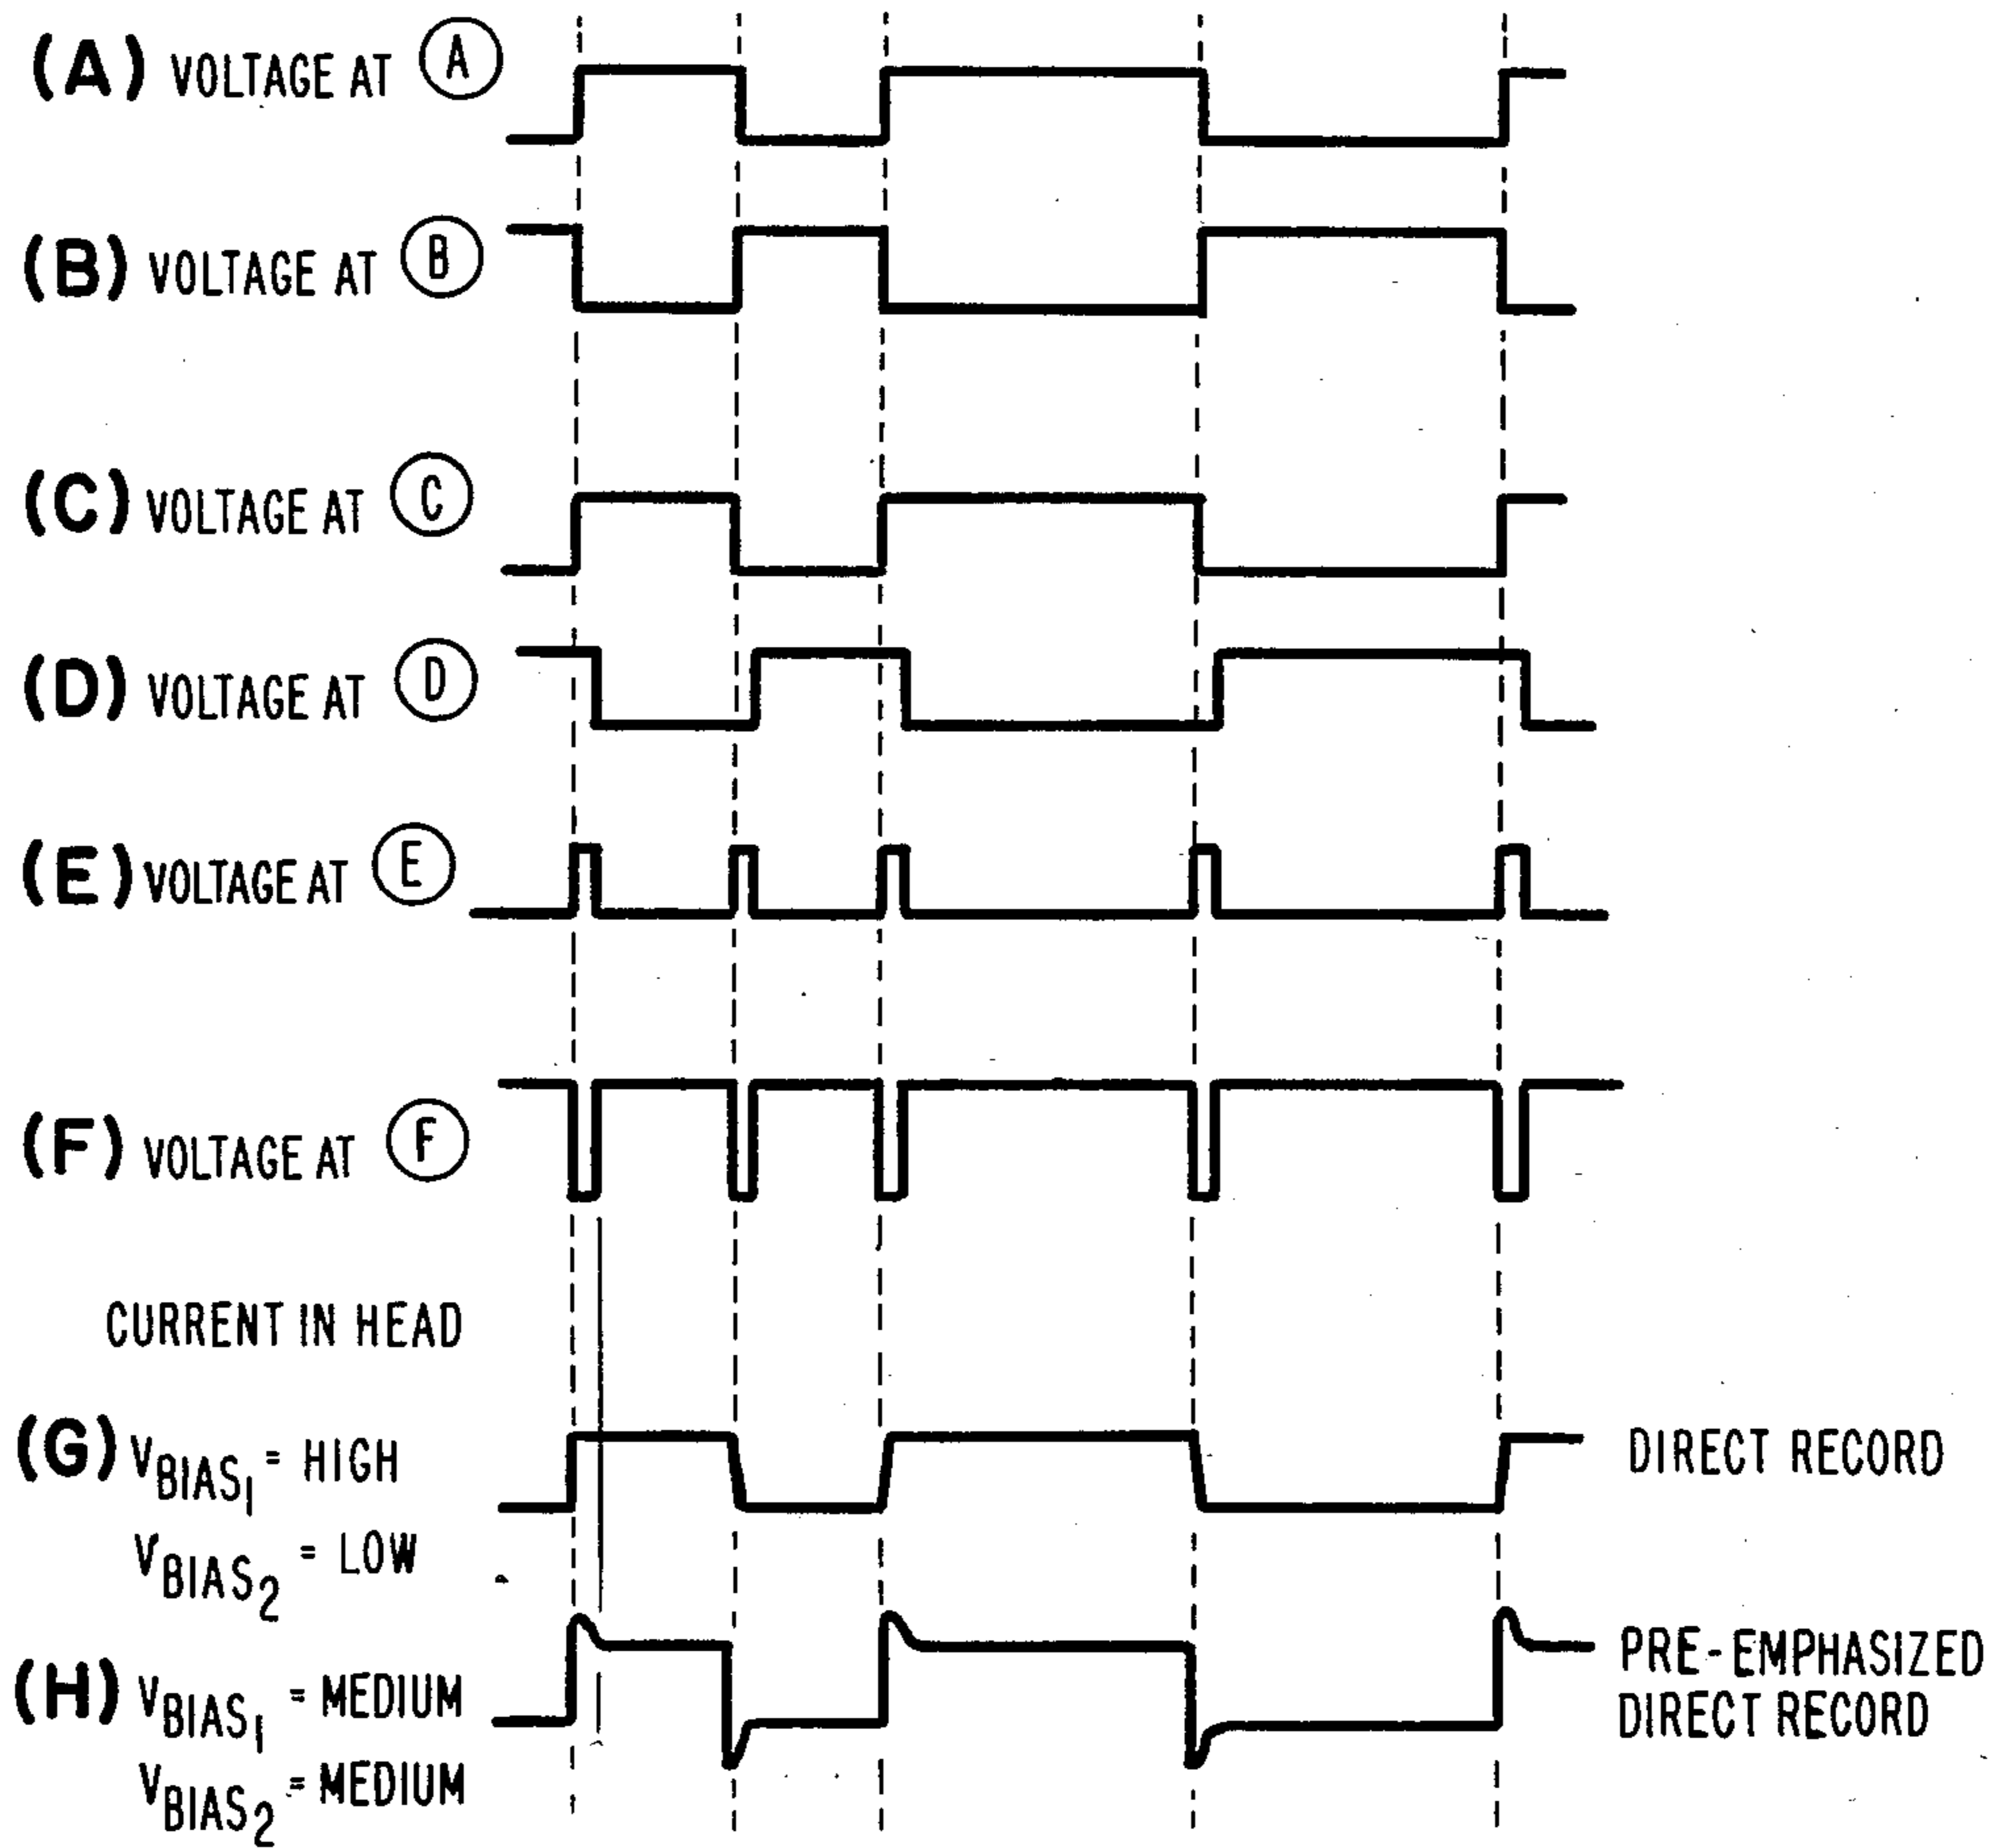 (A) VOLTAGE AT A
(B) VOLTAGE AT B
(C) VOLTAGE AT C
(D) VOLTAGE AT D
(E) VOLTAGE AT E
(F) VOLTAGE AT F
CURRENT IN HEAD
(G) VBIAS1 = HIGH
VBIAS2 = LOW
DIRECT RECORD
(H) VBIAS1 = MEDIUM
VBIAS2 = MEDIUM
PRE-EMPHASIZED
DIRECT RECORD